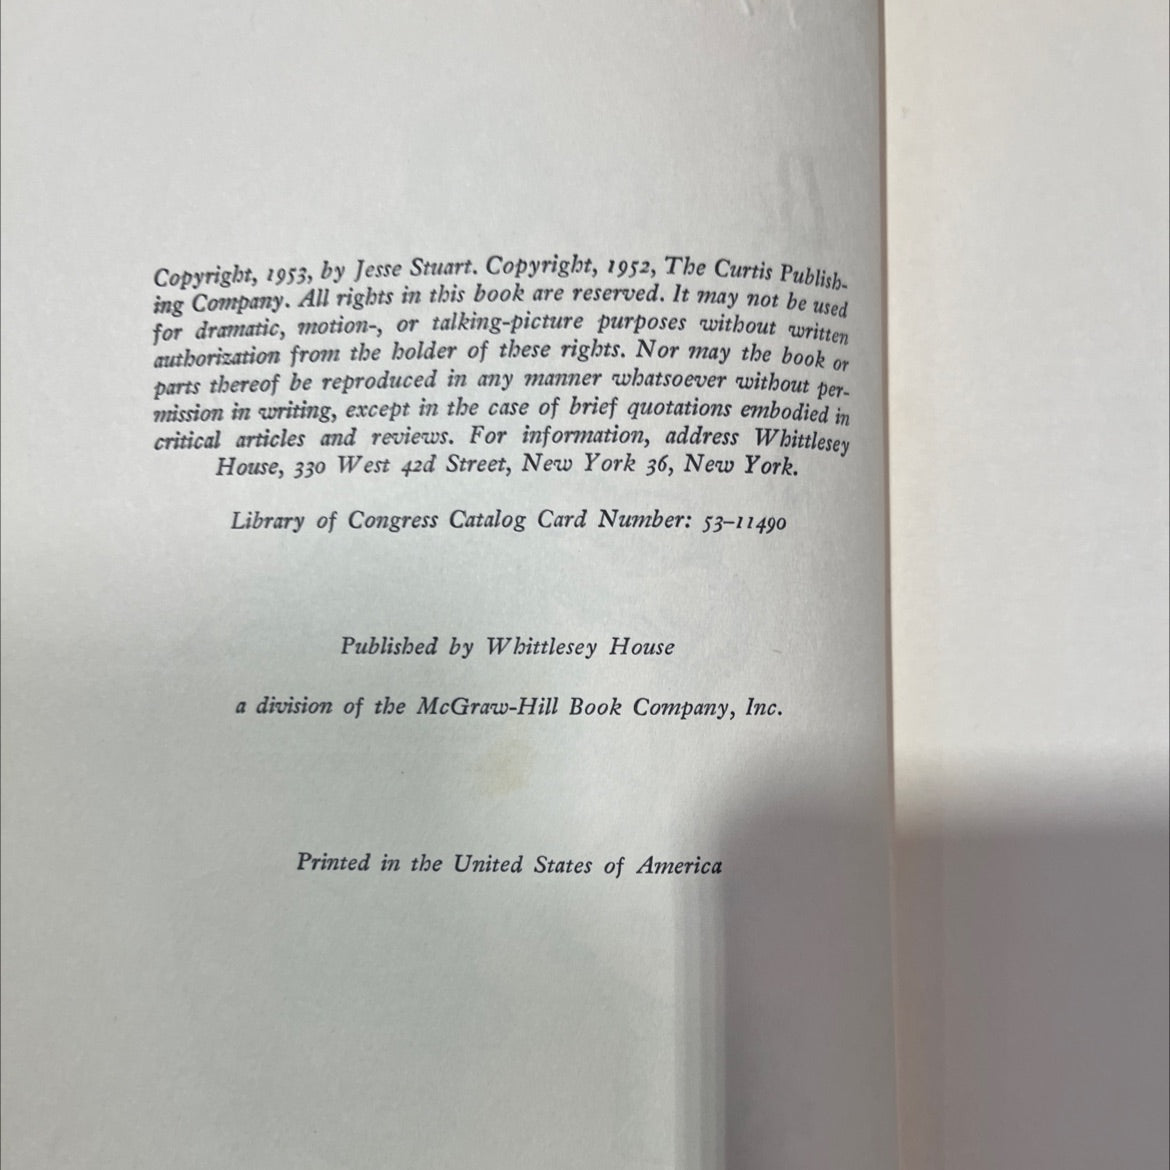 Copyright, 1953, by Jesse Stuart. Copyright, 1952, The Curtis Publish-
ing Company. All rights in this book are reserved. It may not be used
for dramatic, motion-, or talking-picture purposes without written
authorization from the holder of these rights. Nor may the book or
parts thereof be reproduced in any manner whatsoever without per-
mission in writing, except in the case of brief quotations embodied in
critical articles and reviews. For information, address Whittlesey
House, 330 West 42d Street, New York 36, New York.
Library of Congress Catalog Card Number: 53-11490
Published by Whittlesey House
a division of the McGraw-Hill Book Company, Inc.
Printed in the United States of America